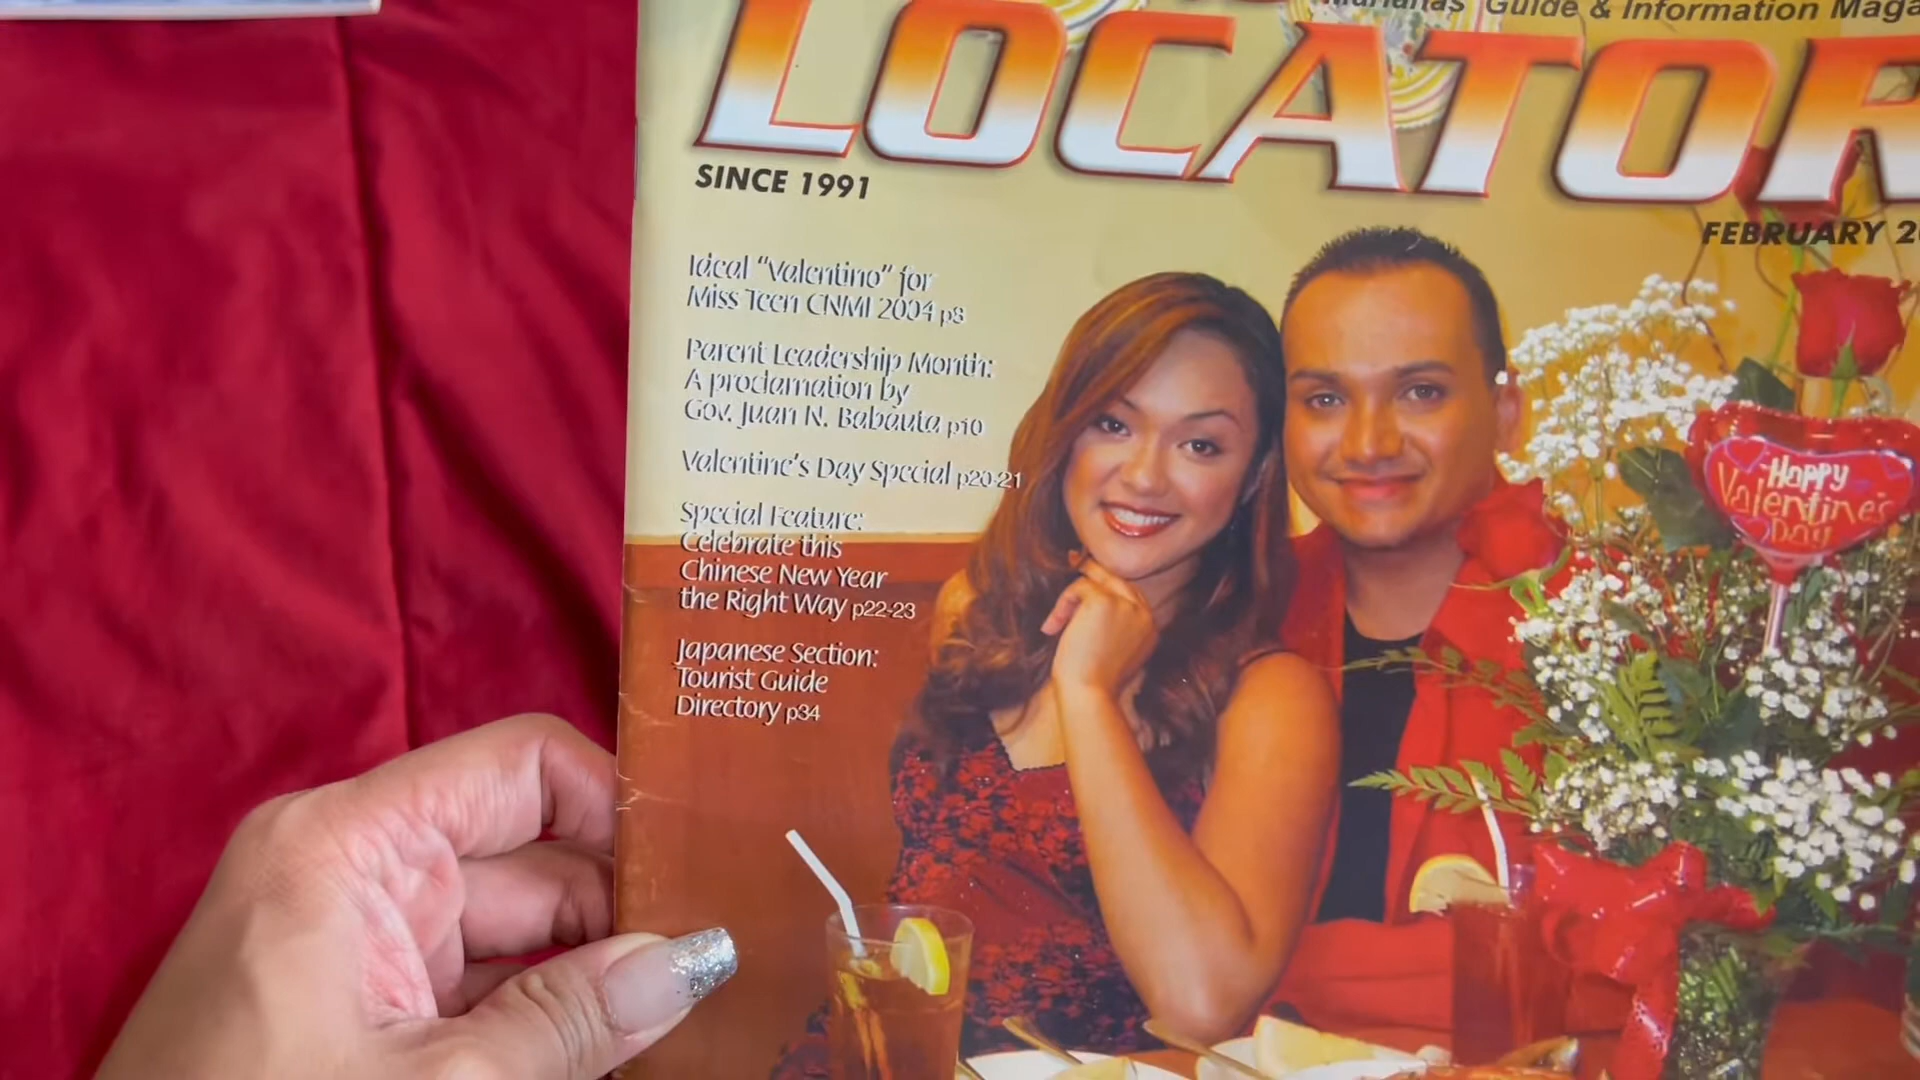 Guide & Information Maga
LOCATOR
SINCE 1991
FEBRUARY 2
Ideal "Valentino" for
Miss Teen CNMI 2004 p8
Parent Leadership Month:
A proclamation by
Gov. Juan N. Babauta p10
Valentine's Day Special p20-21
Special Feature:
Celebrate this
Chinese New Year
the Right Way p22-23
Japanese Section:
Tourist Guide
Directory p34
Happy
Valentine's
Day